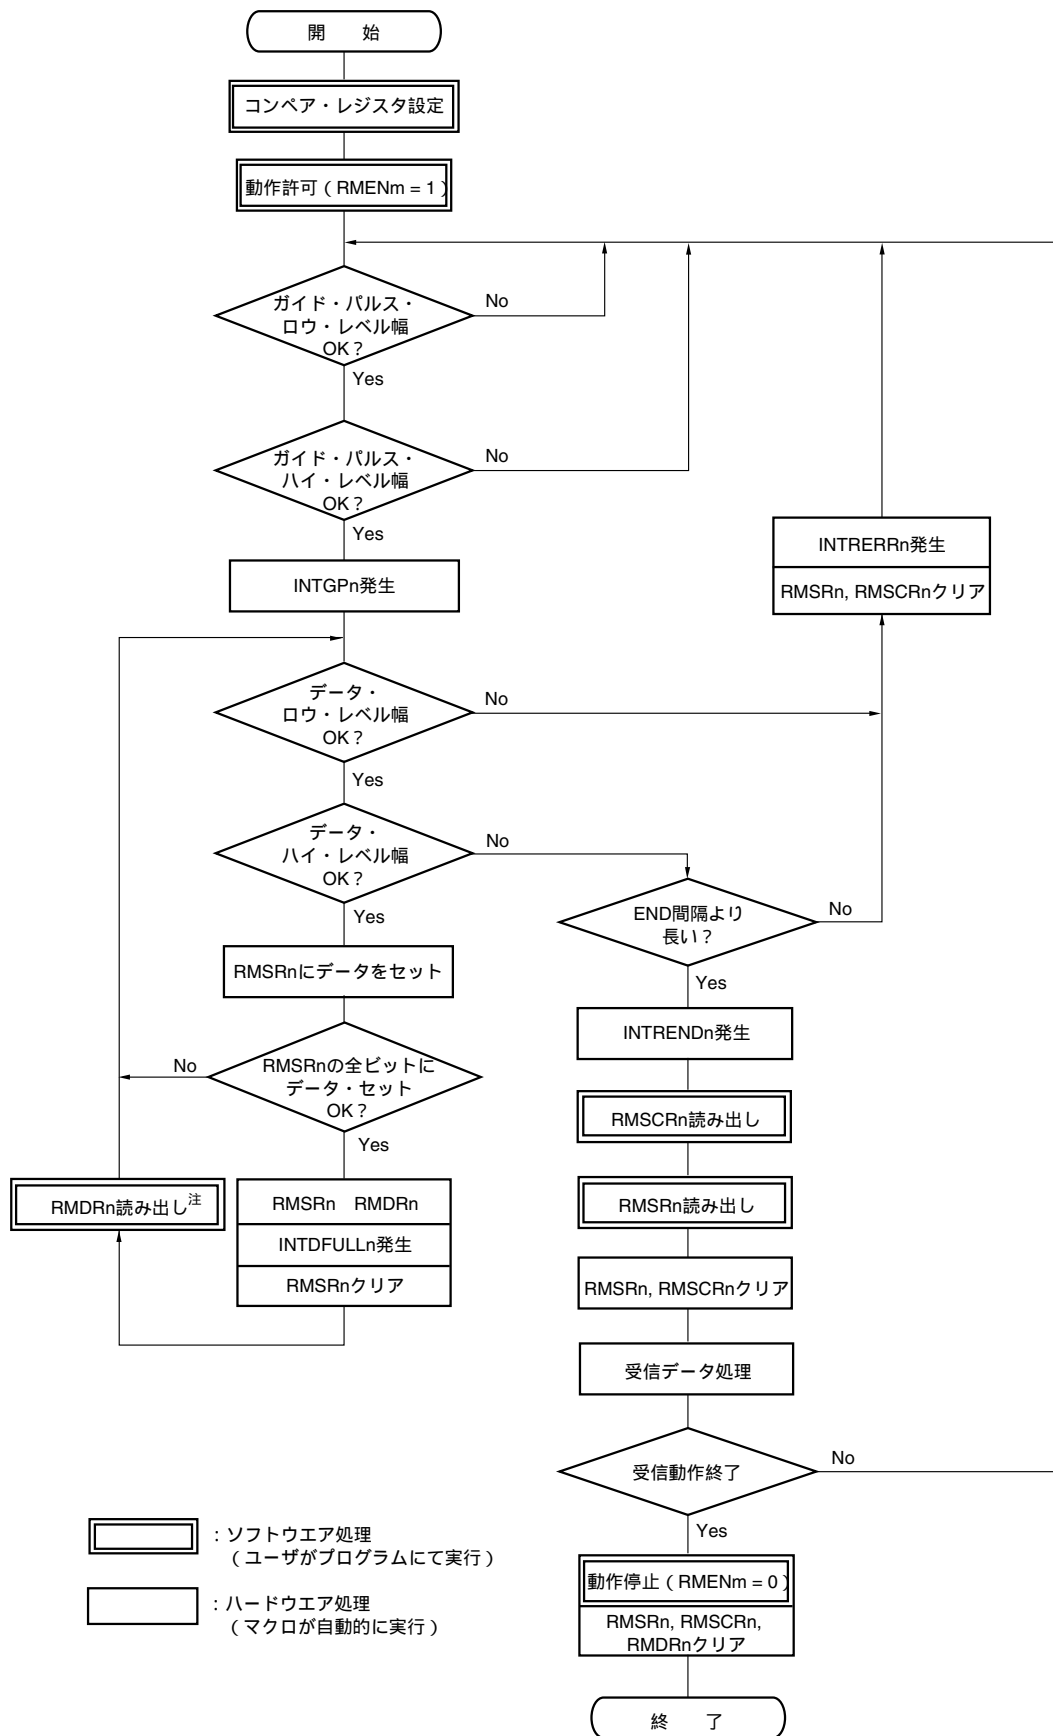 開　始
コンペア・レジスタ設定
動作許可（RMENm = 1）
ガイド・パルス・
ロウ・レベル幅
OK？
No
Yes
ガイド・パルス・
ハイ・レベル幅
OK？
No
Yes
INTGPn発生
INTRERRn発生
RMSRn, RMSCRnクリア
データ・
ロウ・レベル幅
OK？
No
Yes
データ・
ハイ・レベル幅
OK？
No
Yes
END間隔より
長い？
No
Yes
RMSRnにデータをセット
INTRENDn発生
RMSRnの全ビットに
データ・セット
OK？
No
Yes
RMSCRn読み出し
RMDRn読み出し注
RMSRn　RMDRn
INTDFULLn発生
RMSRnクリア
RMSRn読み出し
RMSRn, RMSCRnクリア
受信データ処理
受信動作終了
No
Yes
動作停止（RMENm = 0）
RMSRn, RMSCRn,
RMDRnクリア
終　了
：ソフトウエア処理
（ユーザがプログラムにて実行）
：ハードウエア処理
（マクロが自動的に実行）